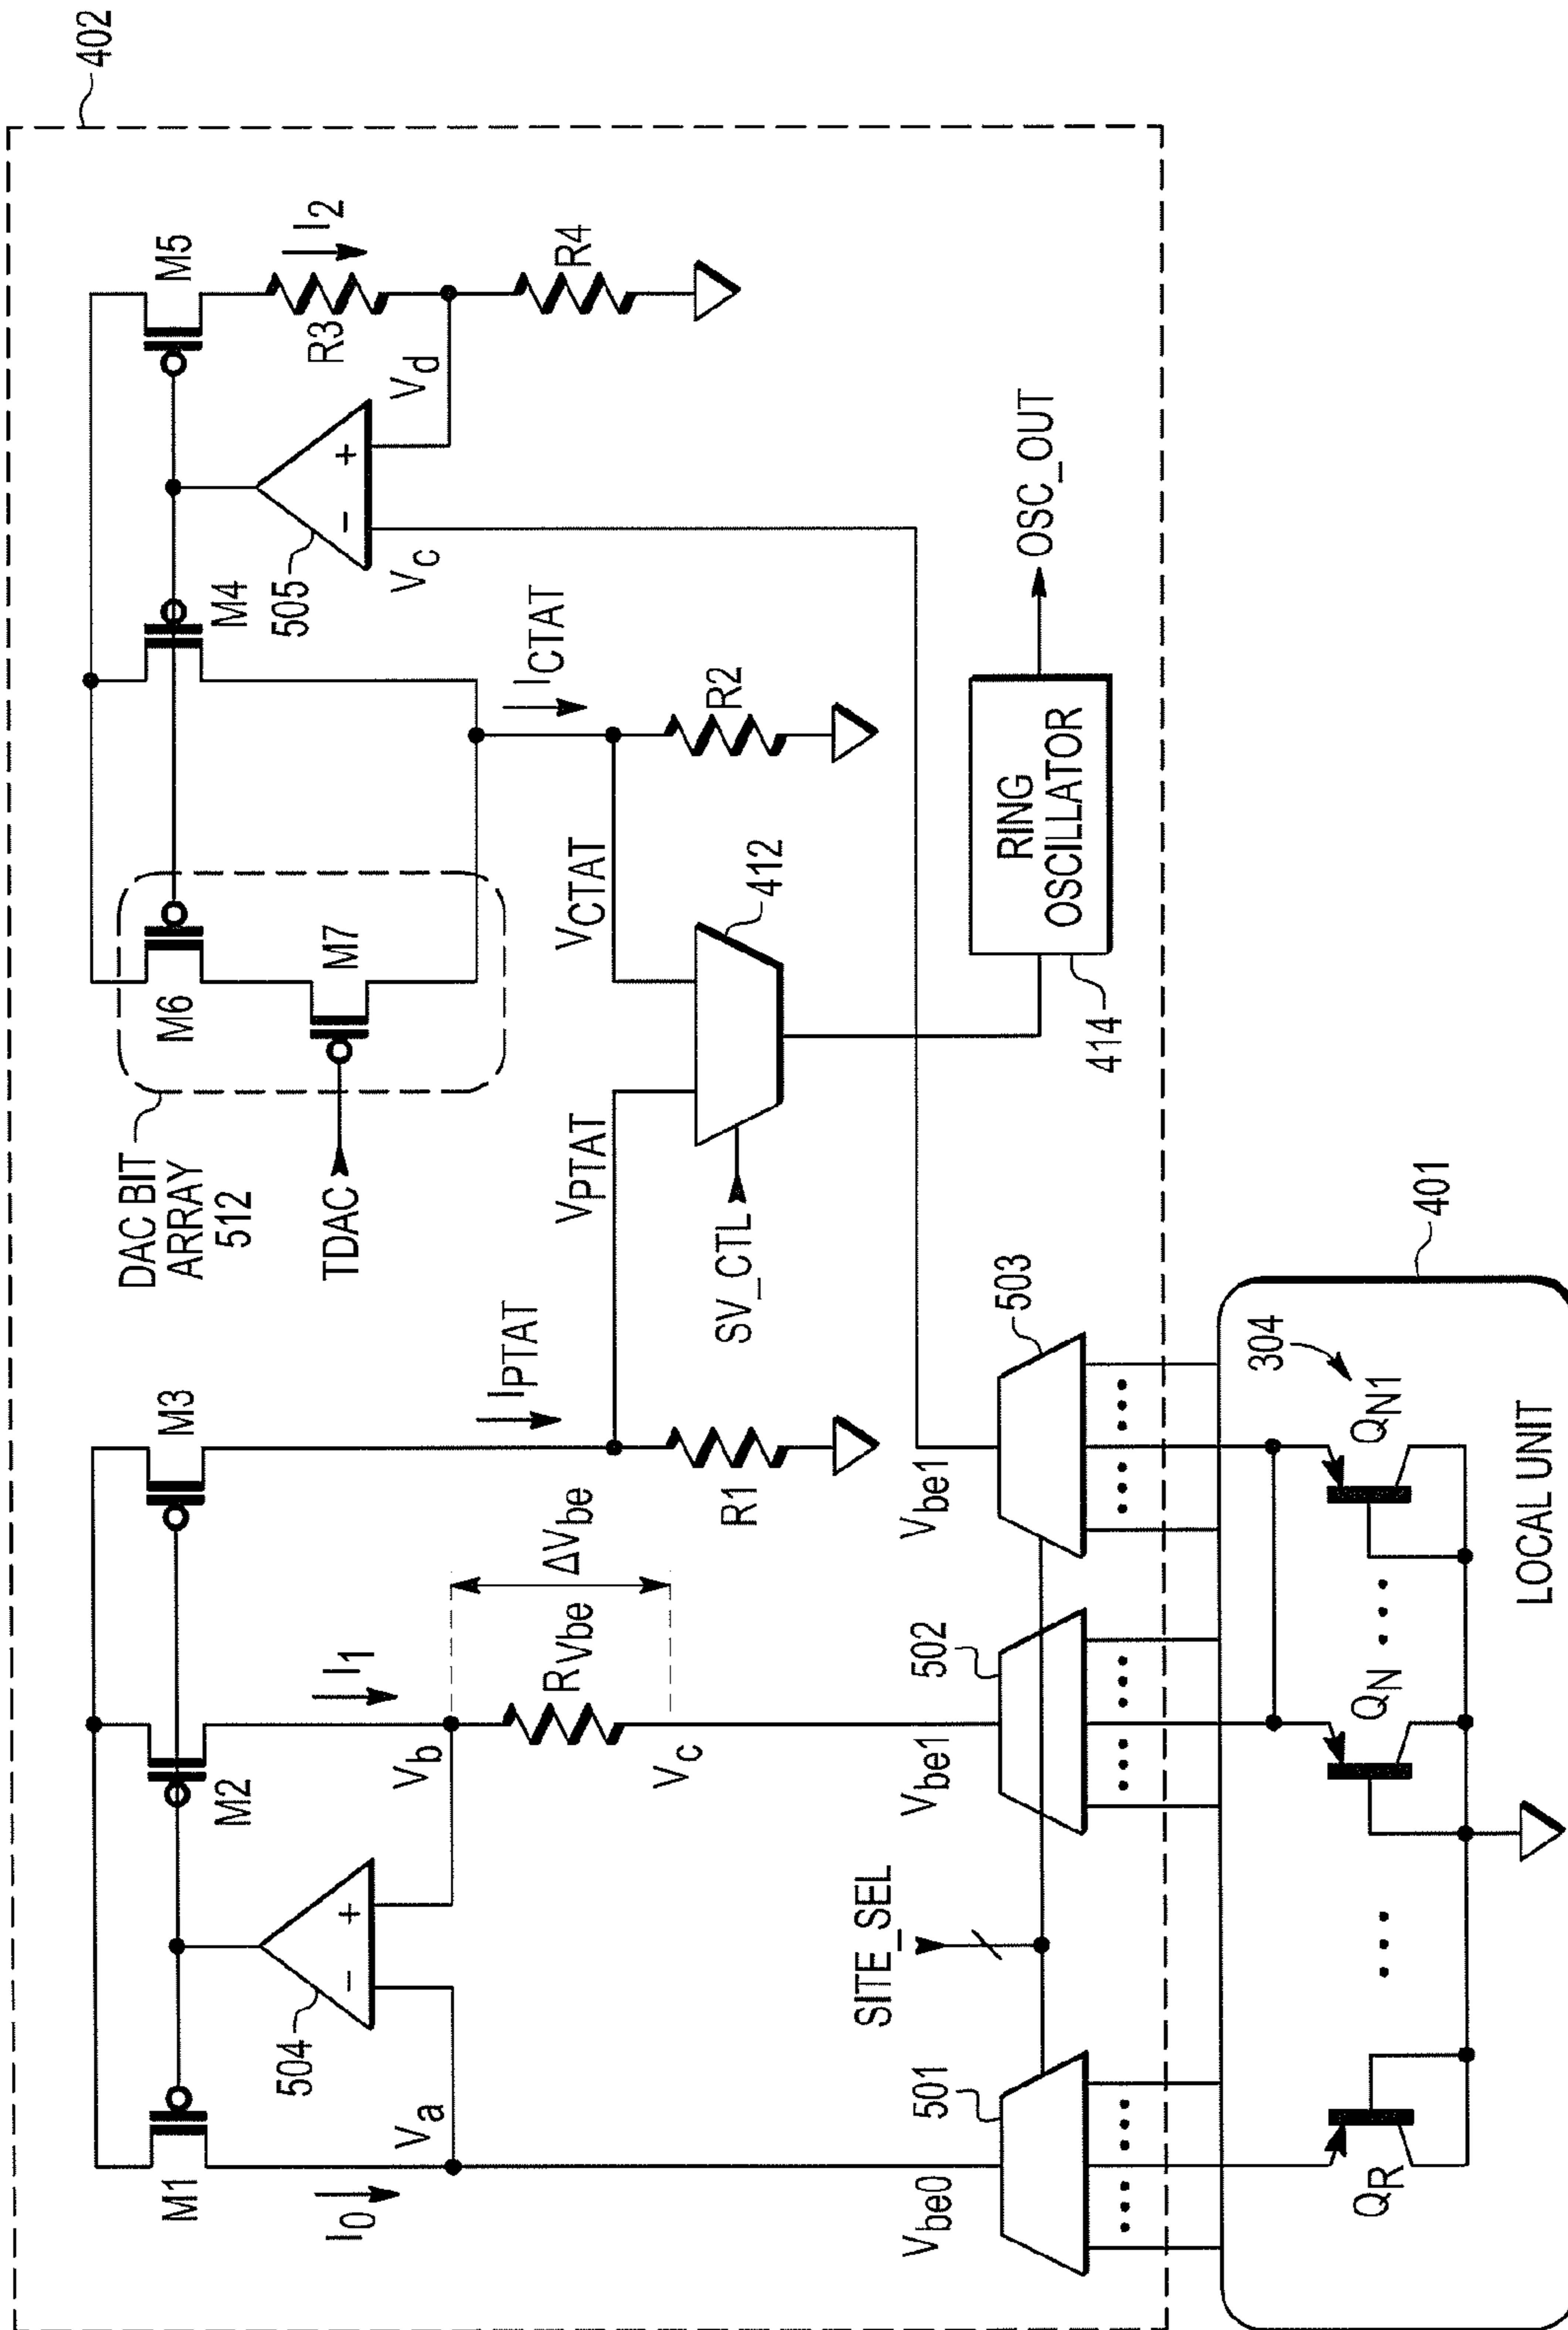 402
M1
M2
M3
M4
M5
M6
M7
I0
I1
IPTAT
ICTAT
I2
504
505
−
+
−
+
Va
Vb
Vc
Vc
Vd
RVbe
ΔVbe
R1
R2
R3
R4
DAC BIT
ARRAY
512
TDAC
VPTAT
VCTAT
412
SV_CTL
RING
OSCILLATOR
414
OSC_OUT
SITE_SEL
Vbe0
Vbe1
Vbe1
501
502
503
401
304
QR
QN
QN1
LOCAL UNIT